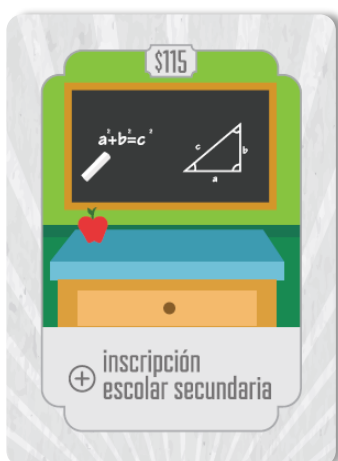 $115
a²+b²=c²
c
b
a
inscripción
escolar secundaria